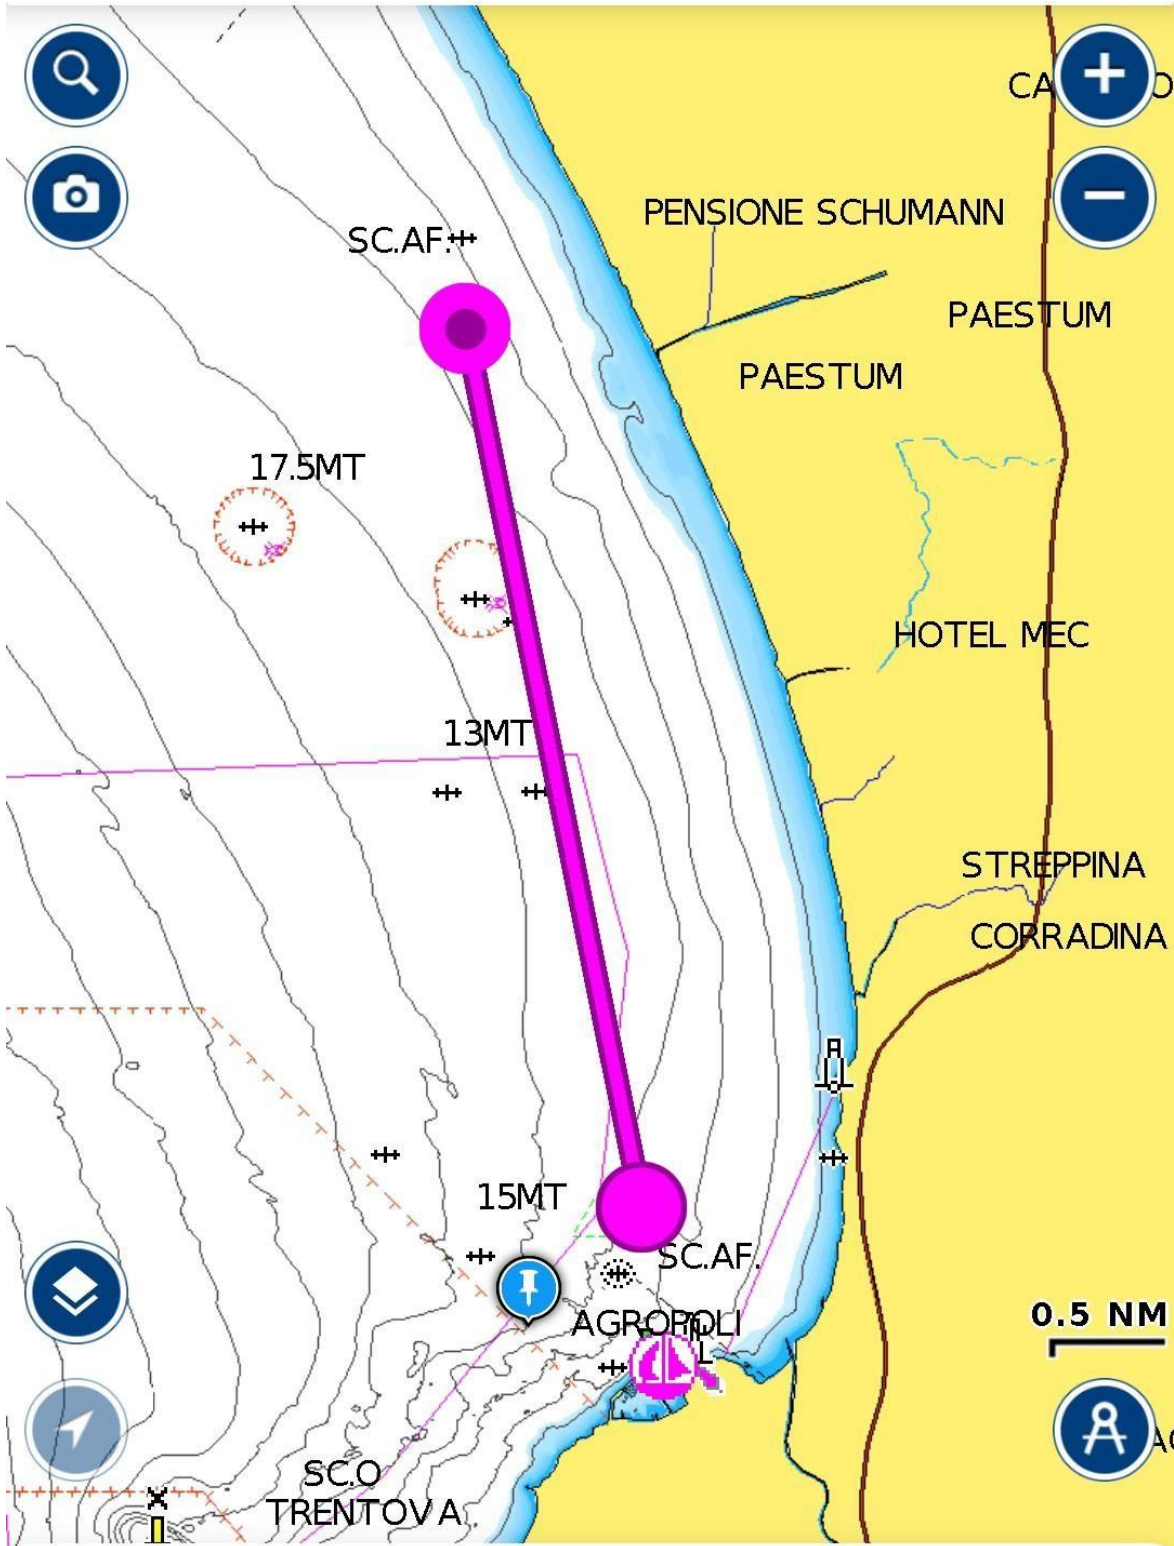 PENSIONE SCHUMANN
SC.AF.
PAESTUM
PAESTUM
17.5MT
HOTEL MEC
13MT
STREPPINA
CORRADINA
15MT
SC.AF.
0.5 NM
AGROPOLI
SC.O
TRENTOVA